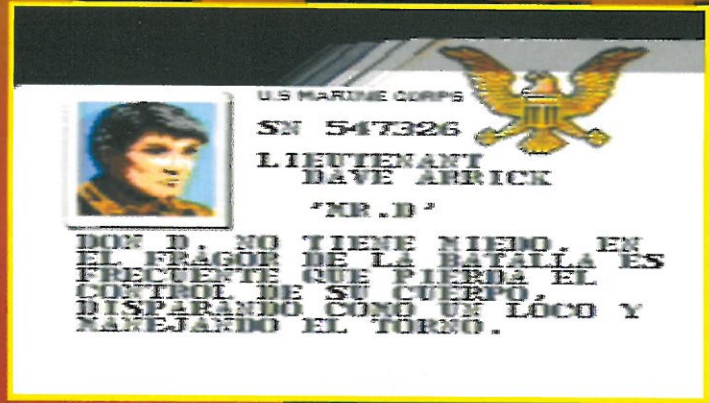 U.S MARINE CORPS
SN 547326
LIEUTENANT
DAVE ARRICK
"MR.D"
DON D. NO TIENE MIEDO. EN
EL FRAGOR DE LA BATALLA ES
FRECUENTE QUE PIERDA EL
CONTROL DE SU CUERPO,
DISPARANDO COMO UN LOCO Y
MANEJANDO EL TORNO.